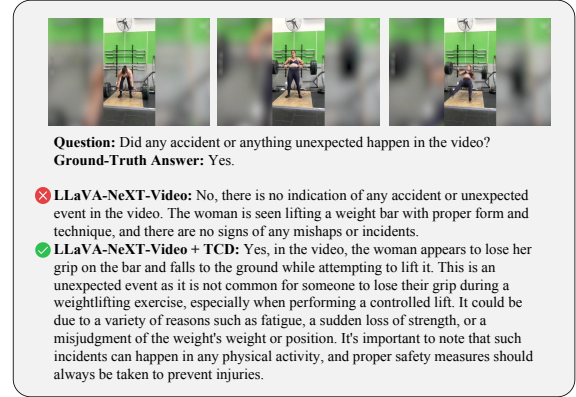 Question: Did any accident or anything unexpected happen in the video?
Ground-Truth Answer: Yes.
LLaVA-NeXT-Video: No, there is no indication of any accident or unexpected
event in the video. The woman is seen lifting a weight bar with proper form and
technique, and there are no signs of any mishaps or incidents.
LLaVA-NeXT-Video + TCD: Yes, in the video, the woman appears to lose her
grip on the bar and falls to the ground while attempting to lift it. This is an
unexpected event as it is not common for someone to lose their grip during a
weightlifting exercise, especially when performing a controlled lift. It could be
due to a variety of reasons such as fatigue, a sudden loss of strength, or a
misjudgment of the weight's weight or position. It's important to note that such
incidents can happen in any physical activity, and proper safety measures should
always be taken to prevent injuries.